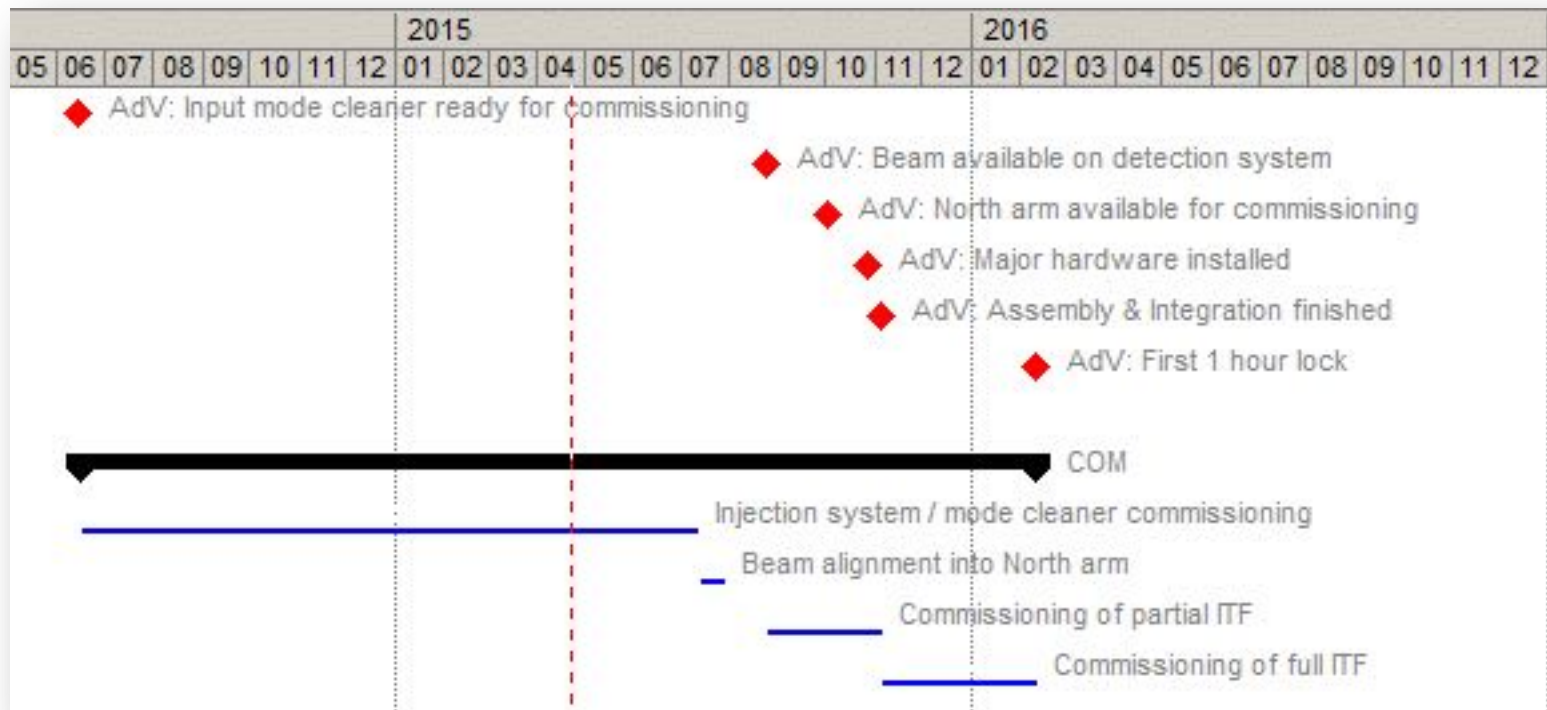 2015 2016
05 06 07 08 09 10 11 12 01 02 03 04 05 06 07 08 09 10 11 12 01 02 03 04 05 06 07 08 09 10 11 12
AdV: Input mode cleaner ready for commissioning
AdV: Beam available on detection system
AdV: North arm available for commissioning
AdV: Major hardware installed
AdV: Assembly & Integration finished
AdV: First 1 hour lock
COM
Injection system / mode cleaner commissioning
Beam alignment into North arm
Commissioning of partial ITF
Commissioning of full ITF